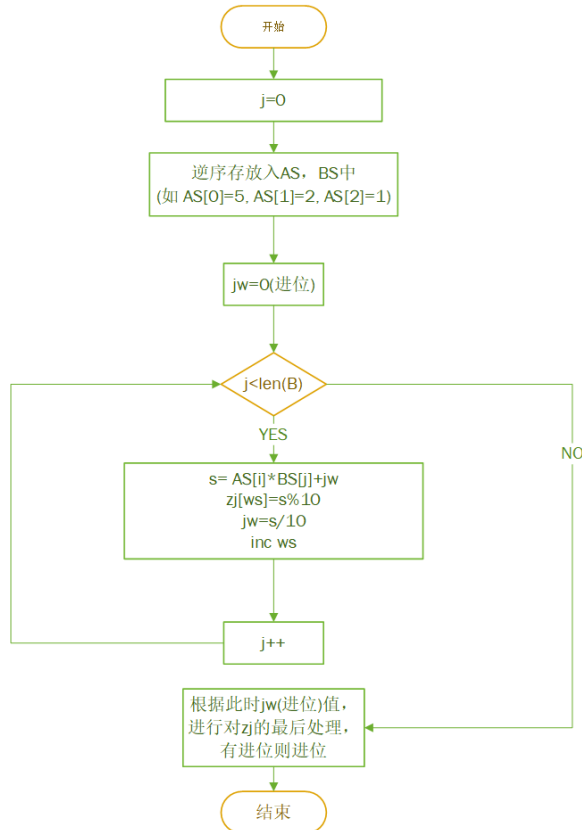 开始
j=0
逆序存放入AS，BS中
(如 AS[0]=5, AS[1]=2, AS[2]=1)
jw=0(进位)
j<len(B)
YES
NO
s= AS[i]*BS[j]+jw
zj[ws]=s%10
jw=s/10
inc ws
j++
根据此时jw(进位)值，
进行对zj的最后处理，
有进位则进位
结束